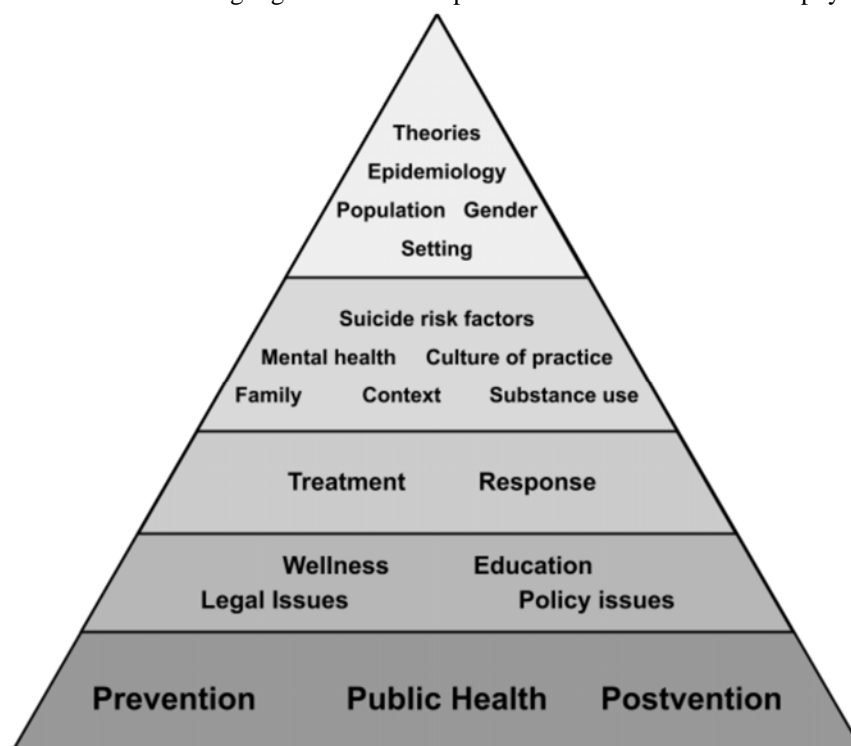 Theories
Epidemiology
Population Gender
Setting
Suicide risk factors
Mental health Culture of practice
Family Context Substance use
Treatment Response
Wellness Education
Legal Issues Policy issues
Prevention Public Health Postvention